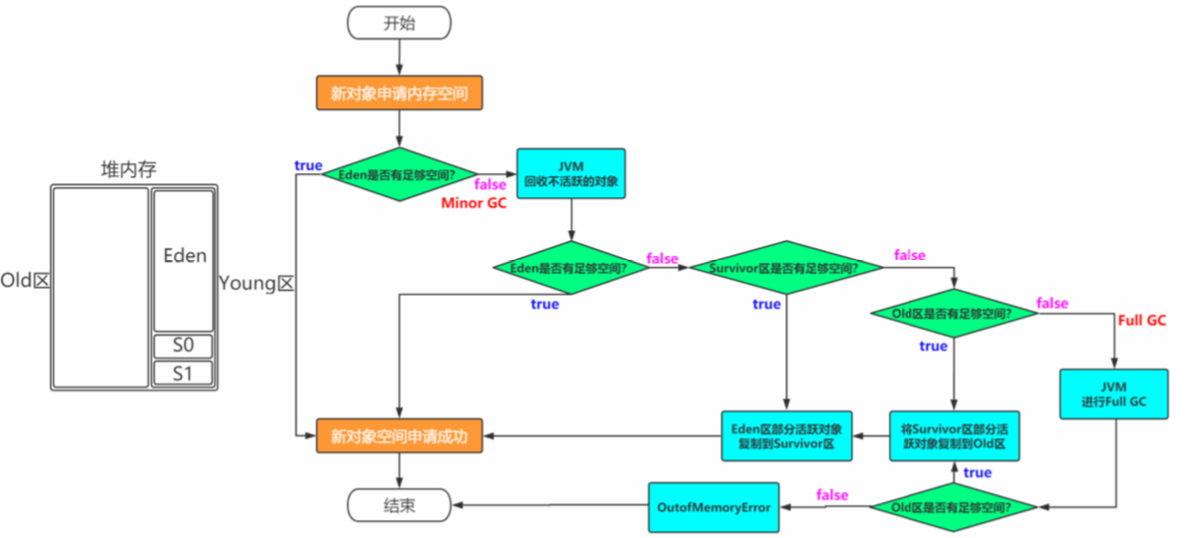 开始
新对象申请内存空间
堆内存
Old区
Eden
S0
S1
Young区
true
Eden是否有足够空间?
false
Minor GC
JVM
回收不活跃的对象
Eden是否有足够空间?
false
true
Survivor区是否有足够空间?
false
true
Old区是否有足够空间?
false
Full GC
true
JVM
进行Full GC
新对象空间申请成功
Eden区部分活跃对象
复制到Survivor区
将Survivor区部分活
跃对象复制到Old区
true
结束
OutofMemoryError
false
Old区是否有足够空间?